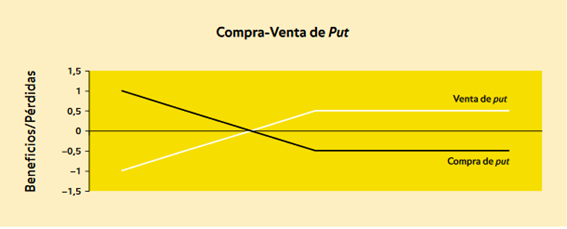 Compra-Venta de Put
Beneficios/Pérdidas
1,5
1
0,5
0
–0,5
–1
–1,5
Venta de put
Compra de put